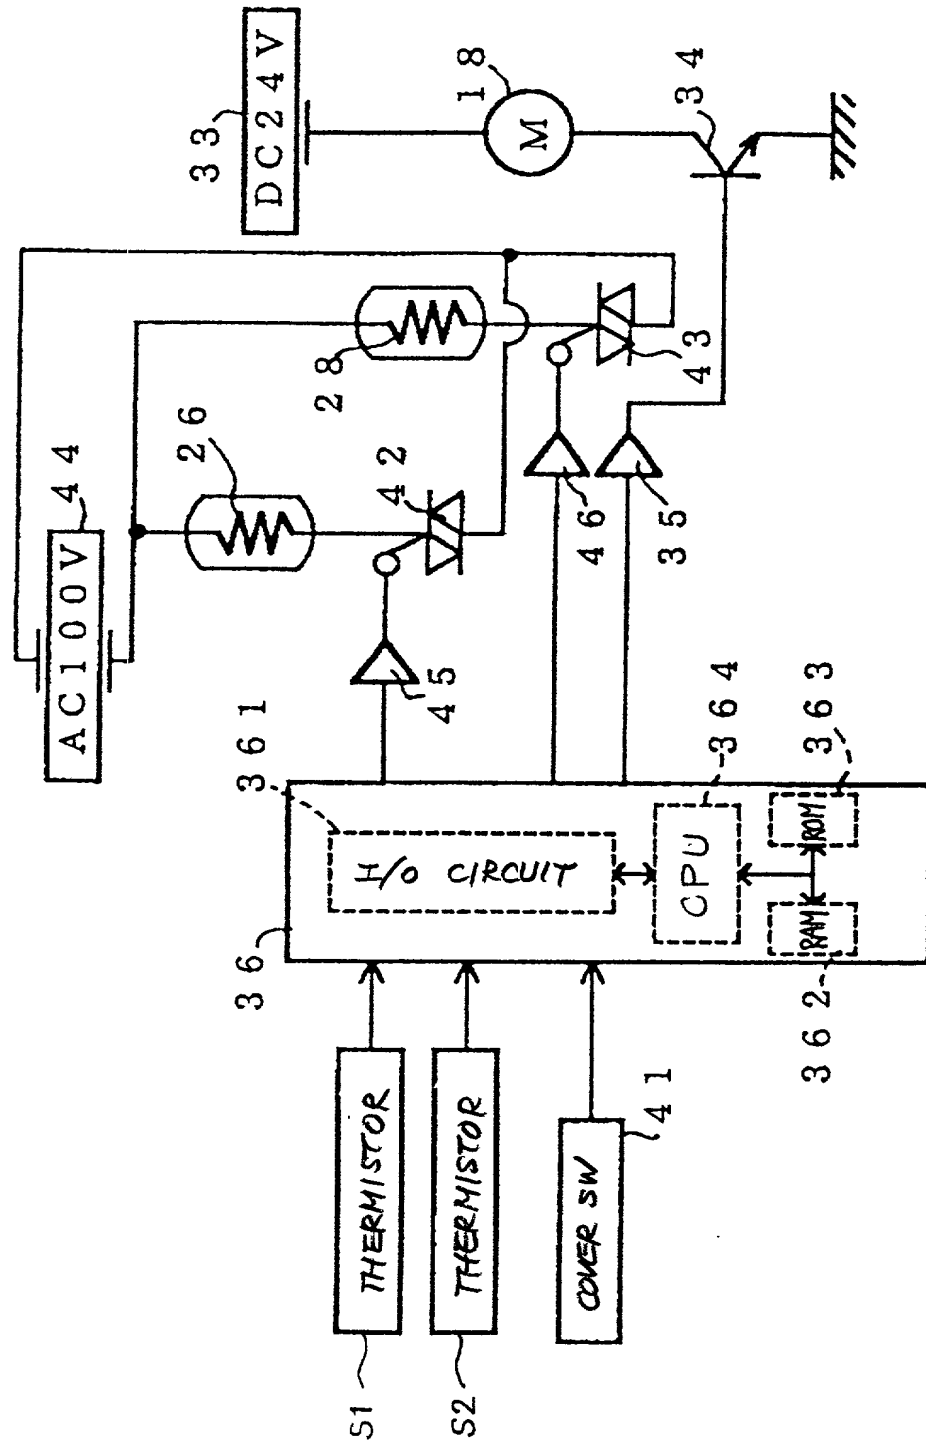 AC100V
44
DC24V
33
26
28
18
M
42
43
34
45
46
35
361
36
I/O CIRCUIT
CPU
364
ROM
363
RAM
362
THERMISTOR
S1
THERMISTOR
S2
COVER SW
41